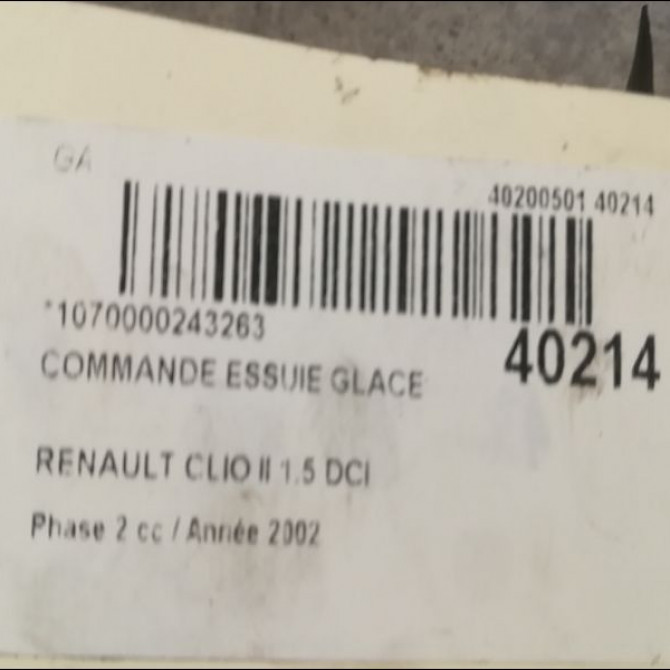 GA
40200501 40214
*1070000243263
40214
COMMANDE ESSUIE GLACE
RENAULT CLIO II 1.5 DCI
Phase 2 cc / Année 2002